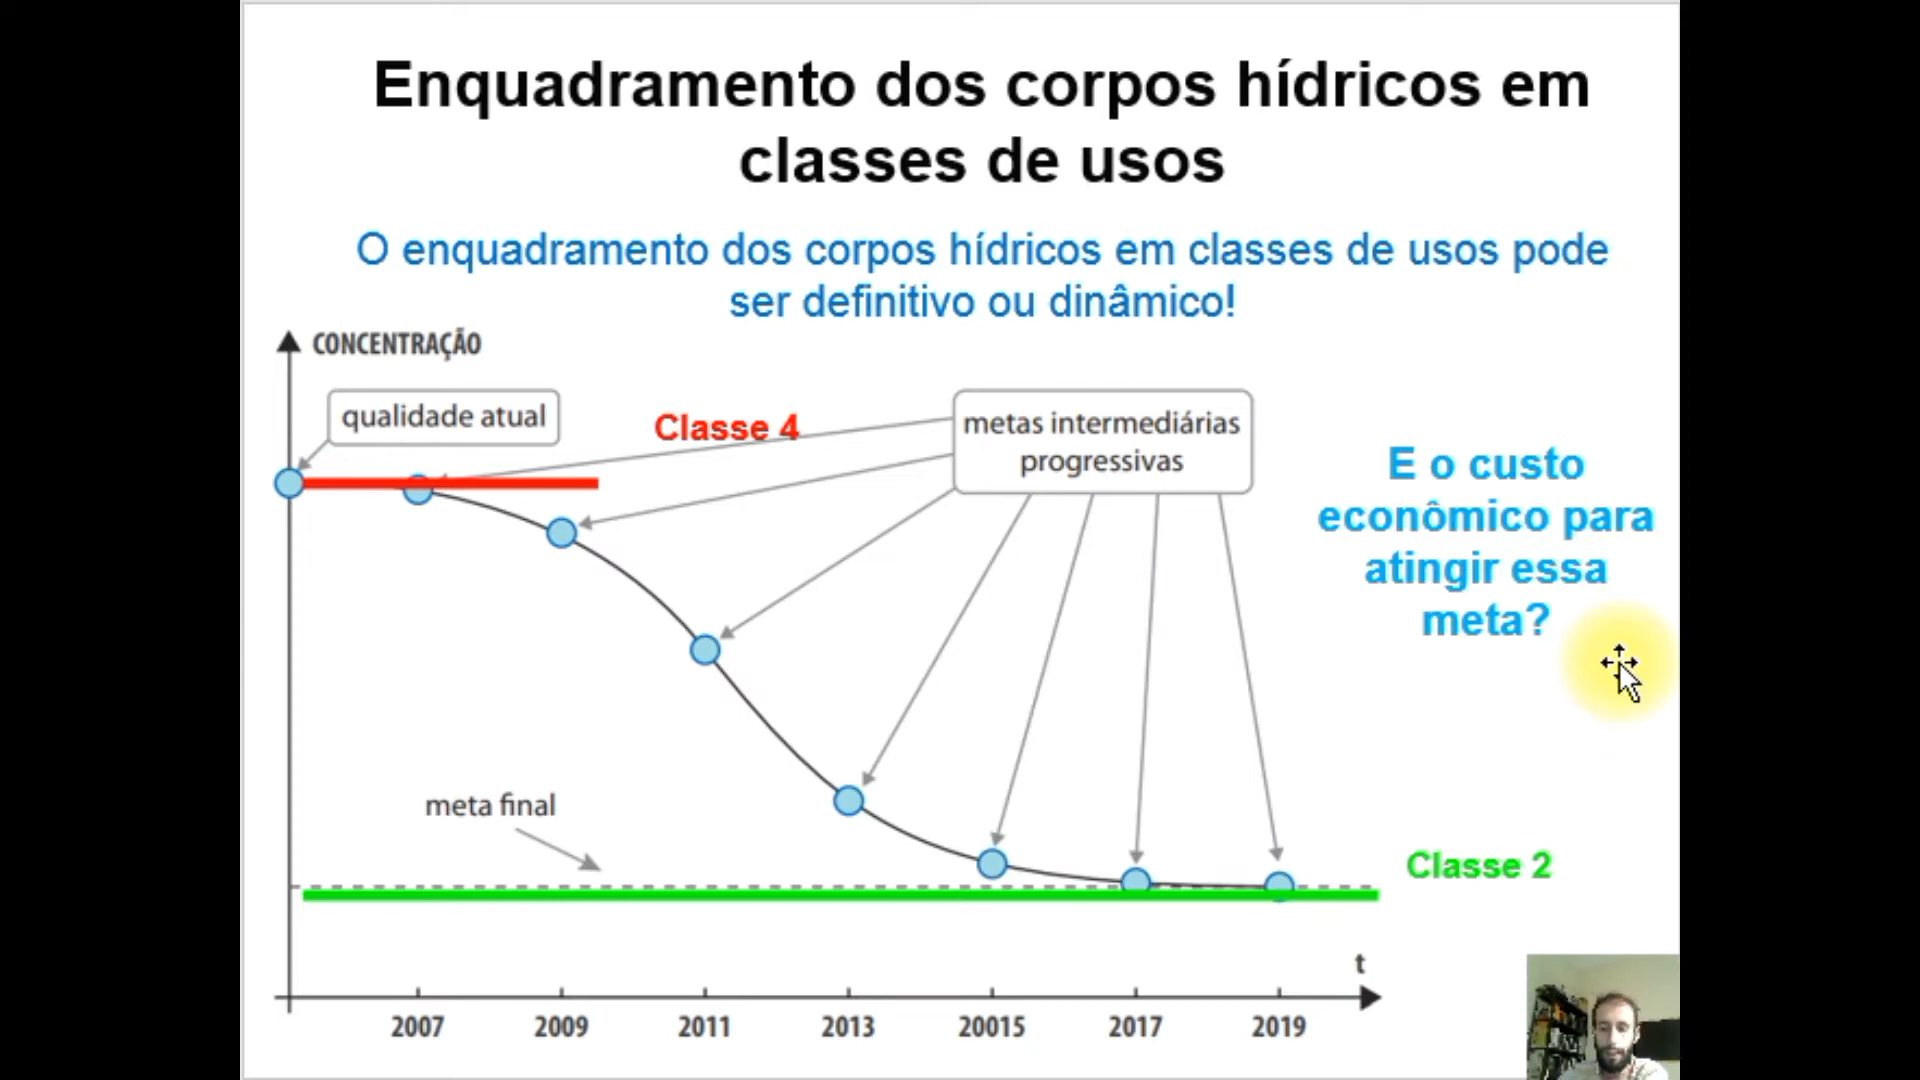 Enquadramento dos corpos hídricos em
classes de usos
O enquadramento dos corpos hídricos em classes de usos pode
ser definitivo ou dinâmico!
CONCENTRAÇÃO
qualidade atual
Classe 4
metas intermediárias
progressivas
E o custo
econômico para
atingir essa
meta?
meta final
Classe 2
t
2007 2009 2011 2013 20015 2017 2019